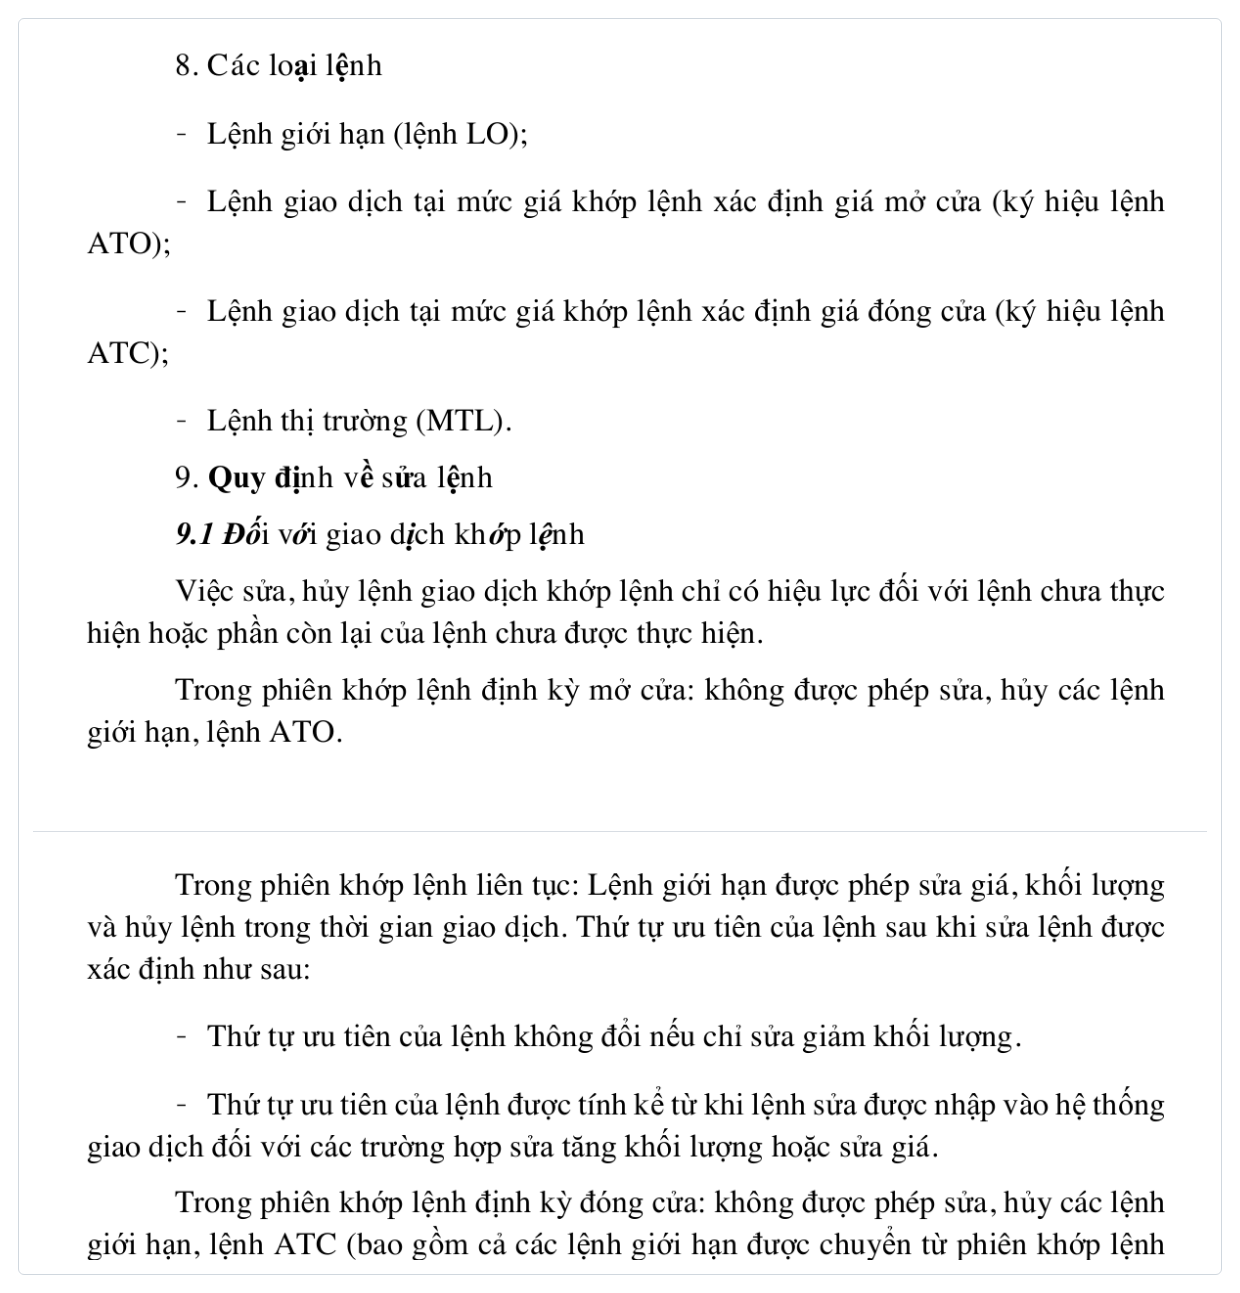 8. Các loại lệnh
- Lệnh giới hạn (lệnh LO);
- Lệnh giao dịch tại mức giá khớp lệnh xác định giá mở cửa (ký hiệu lệnh
ATO);
- Lệnh giao dịch tại mức giá khớp lệnh xác định giá đóng cửa (ký hiệu lệnh
ATC);
- Lệnh thị trường (MTL).
9. Quy định về sửa lệnh
9.1 Đối với giao dịch khớp lệnh
Việc sửa, hủy lệnh giao dịch khớp lệnh chỉ có hiệu lực đối với lệnh chưa thực
hiện hoặc phần còn lại của lệnh chưa được thực hiện.
Trong phiên khớp lệnh định kỳ mở cửa: không được phép sửa, hủy các lệnh
giới hạn, lệnh ATO.
Trong phiên khớp lệnh liên tục: Lệnh giới hạn được phép sửa giá, khối lượng
và hủy lệnh trong thời gian giao dịch. Thứ tự ưu tiên của lệnh sau khi sửa lệnh được
xác định như sau:
- Thứ tự ưu tiên của lệnh không đổi nếu chỉ sửa giảm khối lượng.
- Thứ tự ưu tiên của lệnh được tính kể từ khi lệnh sửa được nhập vào hệ thống
giao dịch đối với các trường hợp sửa tăng khối lượng hoặc sửa giá.
Trong phiên khớp lệnh định kỳ đóng cửa: không được phép sửa, hủy các lệnh
giới hạn, lệnh ATC (bao gồm cả các lệnh giới hạn được chuyển từ phiên khớp lệnh